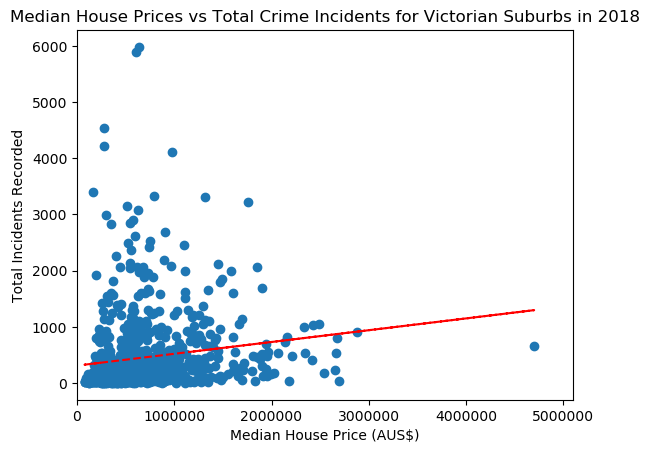 Median House Prices vs Total Crime Incidents for Victorian Suburbs in 2018
6000
5000
4000
3000
2000
1000
0
Total Incidents Recorded
0 1000000 2000000 3000000 4000000 5000000
Median House Price (AUS$)